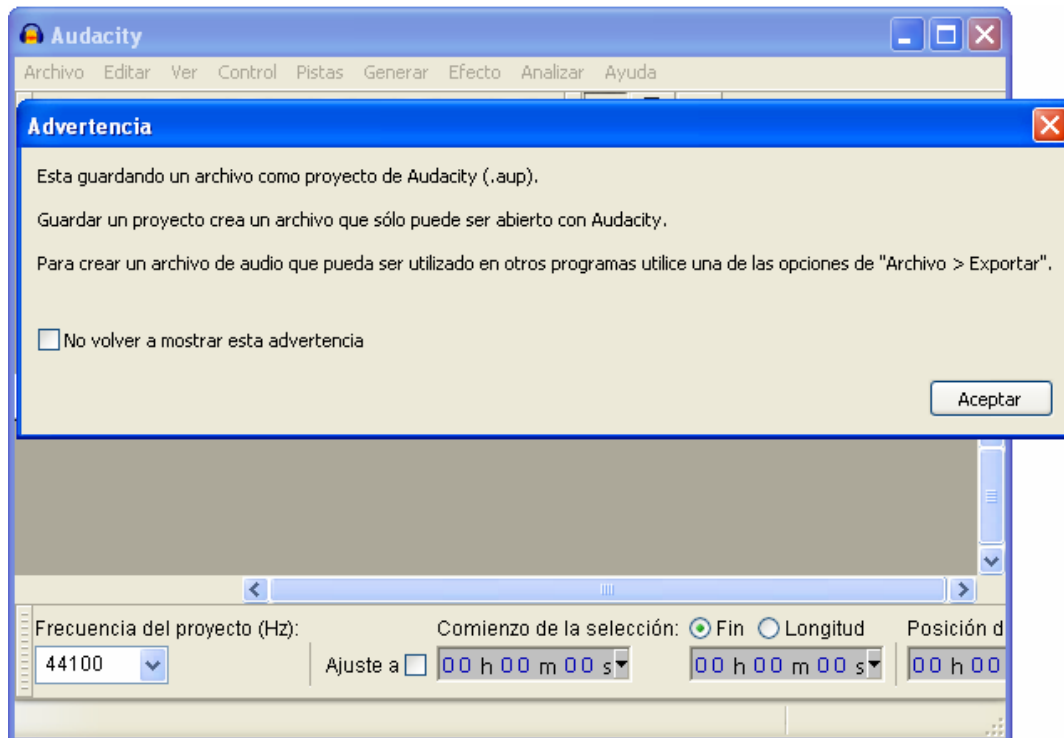 Audacity
Archivo Editar Ver Control Pistas Generar Efecto Analizar Ayuda
Advertencia
Esta guardando un archivo como proyecto de Audacity (.aup).
Guardar un proyecto crea un archivo que sólo puede ser abierto con Audacity.
Para crear un archivo de audio que pueda ser utilizado en otros programas utilice una de las opciones de "Archivo > Exportar".
No volver a mostrar esta advertencia
Aceptar
Frecuencia del proyecto (Hz): Comienzo de la selección: Fin Longitud Posición d
44100 Ajuste a 00 h 00 m 00 s 00 h 00 m 00 s 00 h 00